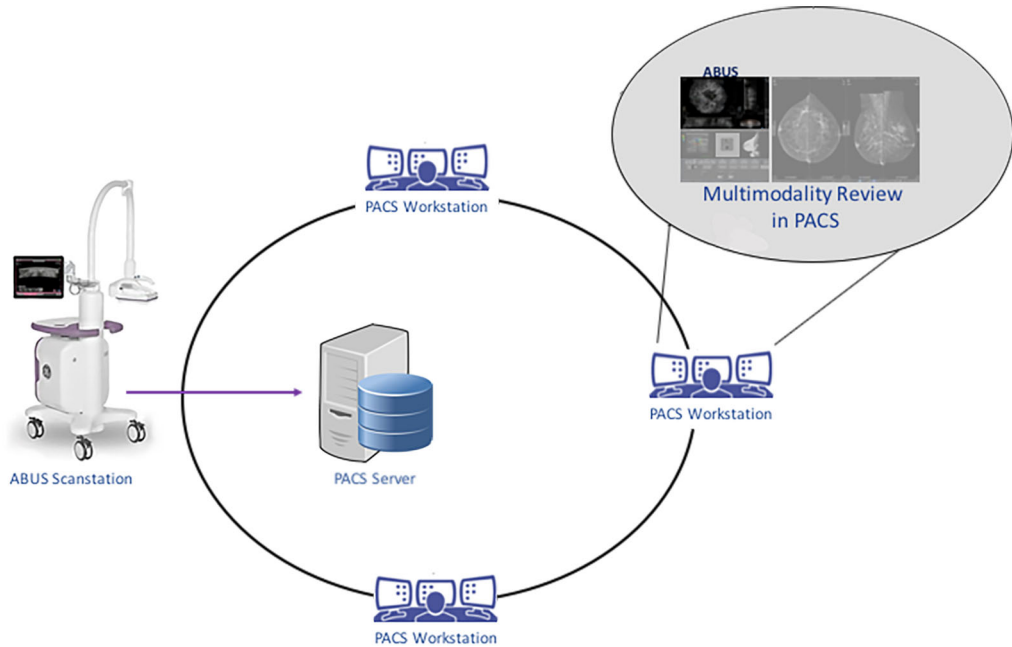 ABUS
Multimodality Review
in PACS
PACS Workstation
PACS Workstation
ABUS Scanstation
PACS Server
PACS Workstation